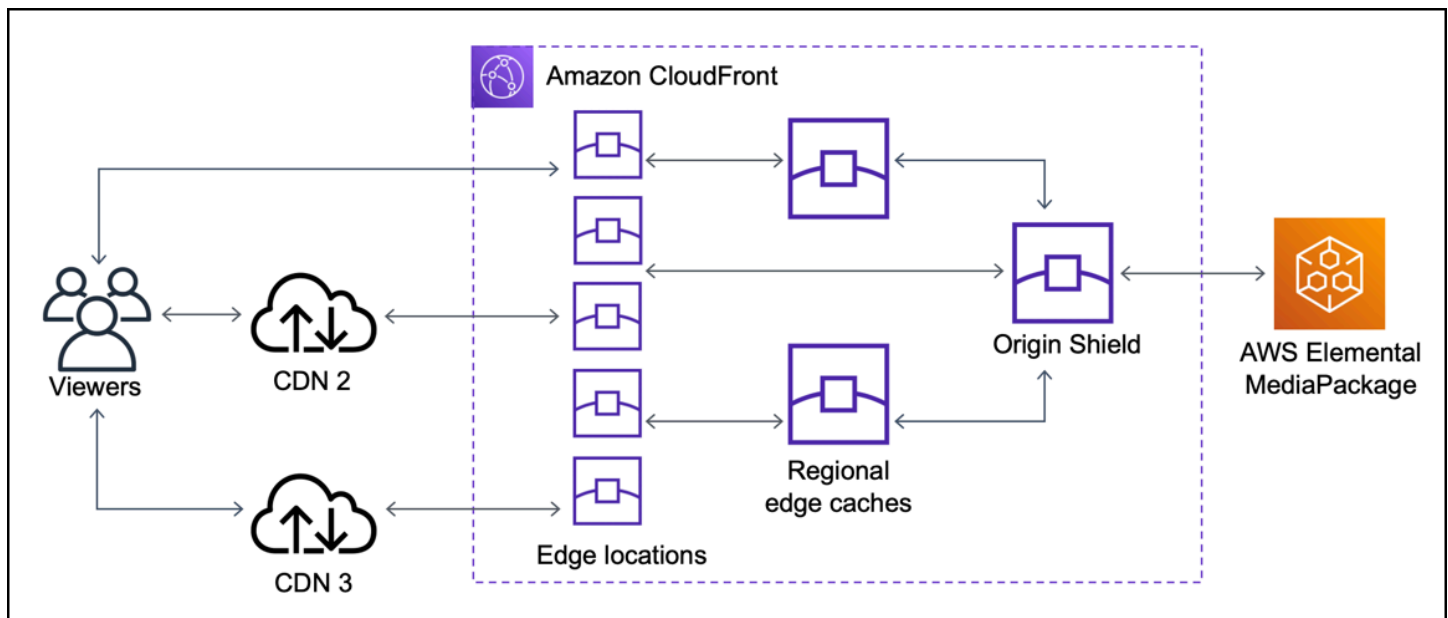 Amazon CloudFront
Viewers
CDN 2
CDN 3
Edge locations
Regional
edge caches
Origin Shield
AWS Elemental
MediaPackage